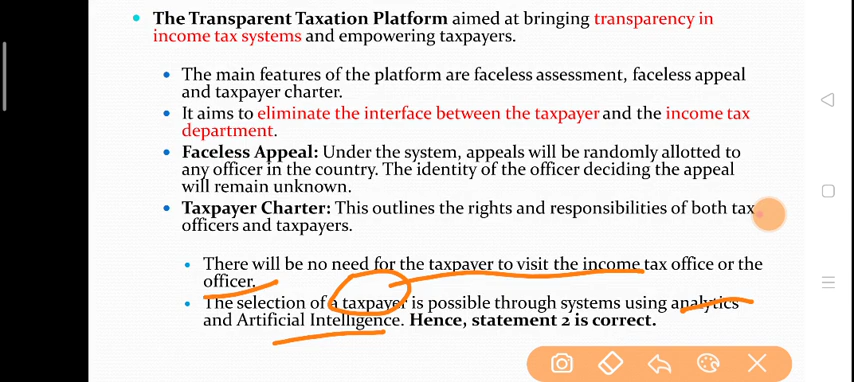 The Transparent Taxation Platform aimed at bringing transparency in
income tax systems and empowering taxpayers.
The main features of the platform are faceless assessment, faceless appeal
and taxpayer charter.
It aims to eliminate the interface between the taxpayer and the income tax
department.
Faceless Appeal: Under the system, appeals will be randomly allotted to
any officer in the country. The identity of the officer deciding the appeal
will remain unknown.
Taxpayer Charter: This outlines the rights and responsibilities of both tax
officers and taxpayers.
There will be no need for the taxpayer to visit the income tax office or the
officer.
The selection of a taxpayer is possible through systems using analytics
and Artificial Intelligence. Hence, statement 2 is correct.